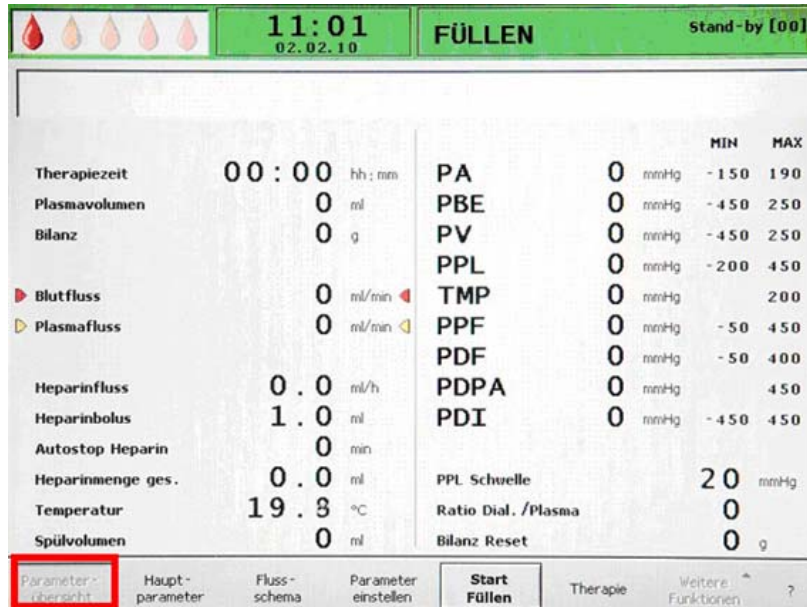 11:01
02.02.10
FÜLLEN
Stand-by [00]
MIN MAX
Therapiezeit 00:00 hh:mm
Plasmavolumen 0 ml
Bilanz 0 g
Blutfluss 0 ml/min
Plasmafluss 0 ml/min
Heparinfluss 0.0 ml/h
Heparinbolus 1.0 ml
Autostop Heparin 0 min
Heparinmenge ges. 0.0 ml
Temperatur 19.8 °C
Spülvolumen 0 ml
PA 0 mmHg -150 190
PBE 0 mmHg -450 250
PV 0 mmHg -450 250
PPL 0 mmHg -200 450
TMP 0 mmHg 200
PPF 0 mmHg -50 450
PDF 0 mmHg -50 400
PDPA 0 mmHg 450
PDI 0 mmHg -450 450
PPL Schwelle 20 mmHg
Ratio Dial./Plasma 0
Bilanz Reset 0 g
Parameter-
übersicht
Haupt-
parameter
Fluss-
schema
Parameter
einstellen
Start
Füllen
Therapie
Weitere
Funktionen
?